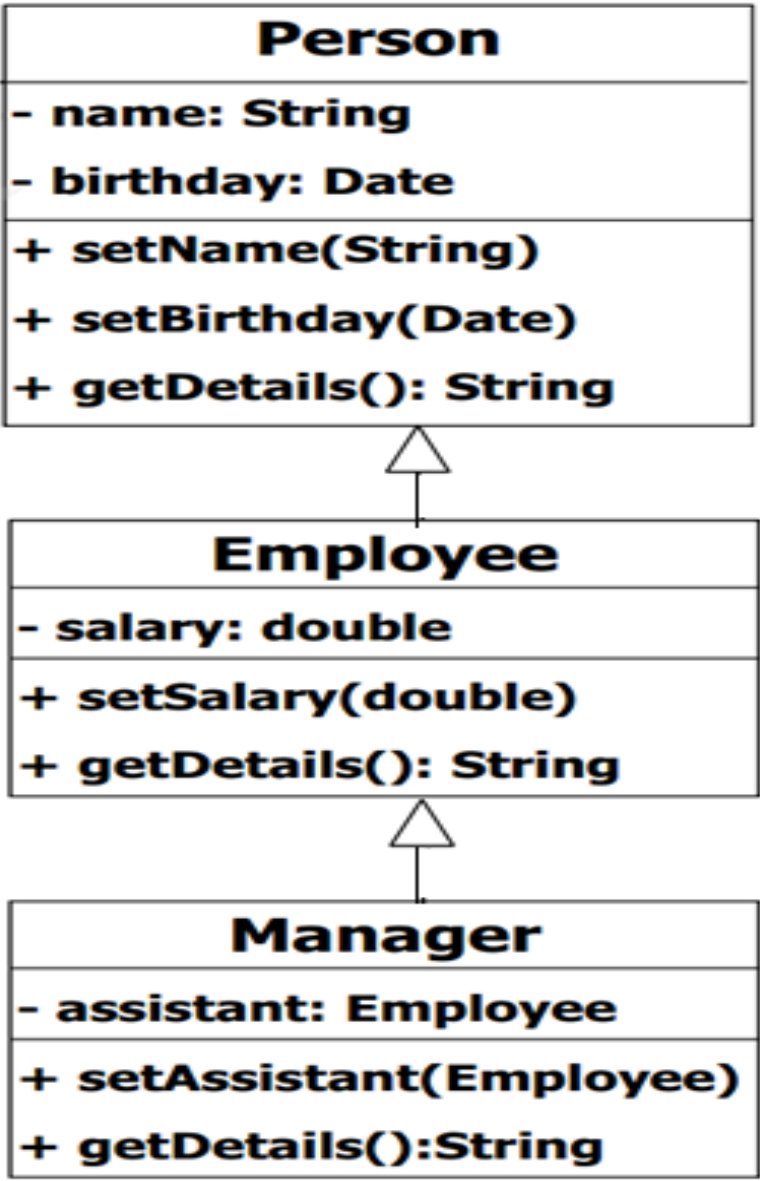 Person
- name: String
- birthday: Date
+ setName(String)
+ setBirthday(Date)
+ getDetails(): String
Employee
- salary: double
+ setSalary(double)
+ getDetails(): String
Manager
- assistant: Employee
+ setAssistant(Employee)
+ getDetails():String